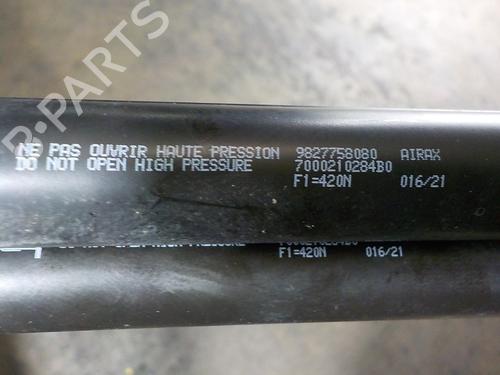 NE PAS OUVRIR HAUTE PRESSION 9827758080 AIRAX
DO NOT OPEN HIGH PRESSURE 7000210284B0
F1=420N 016/21
7000210284B0
F1=420N 016/21
B-PARTS